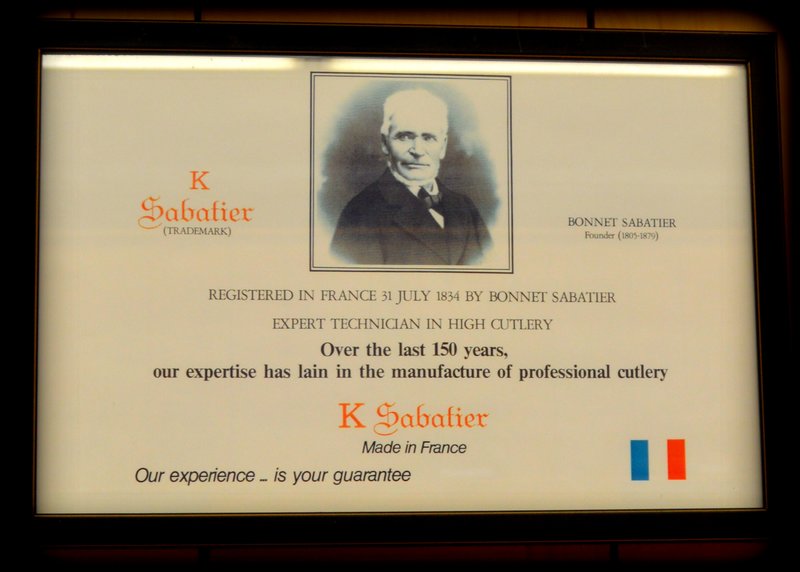 K
Sabatier
(TRADEMARK)
BONNET SABATIER
Founder (1805-1879)
REGISTERED IN FRANCE 31 JULY 1834 BY BONNET SABATIER
EXPERT TECHNICIAN IN HIGH CUTLERY
Over the last 150 years,
our expertise has lain in the manufacture of professional cutlery
K Sabatier
Made in France
Our experience ... is your guarantee